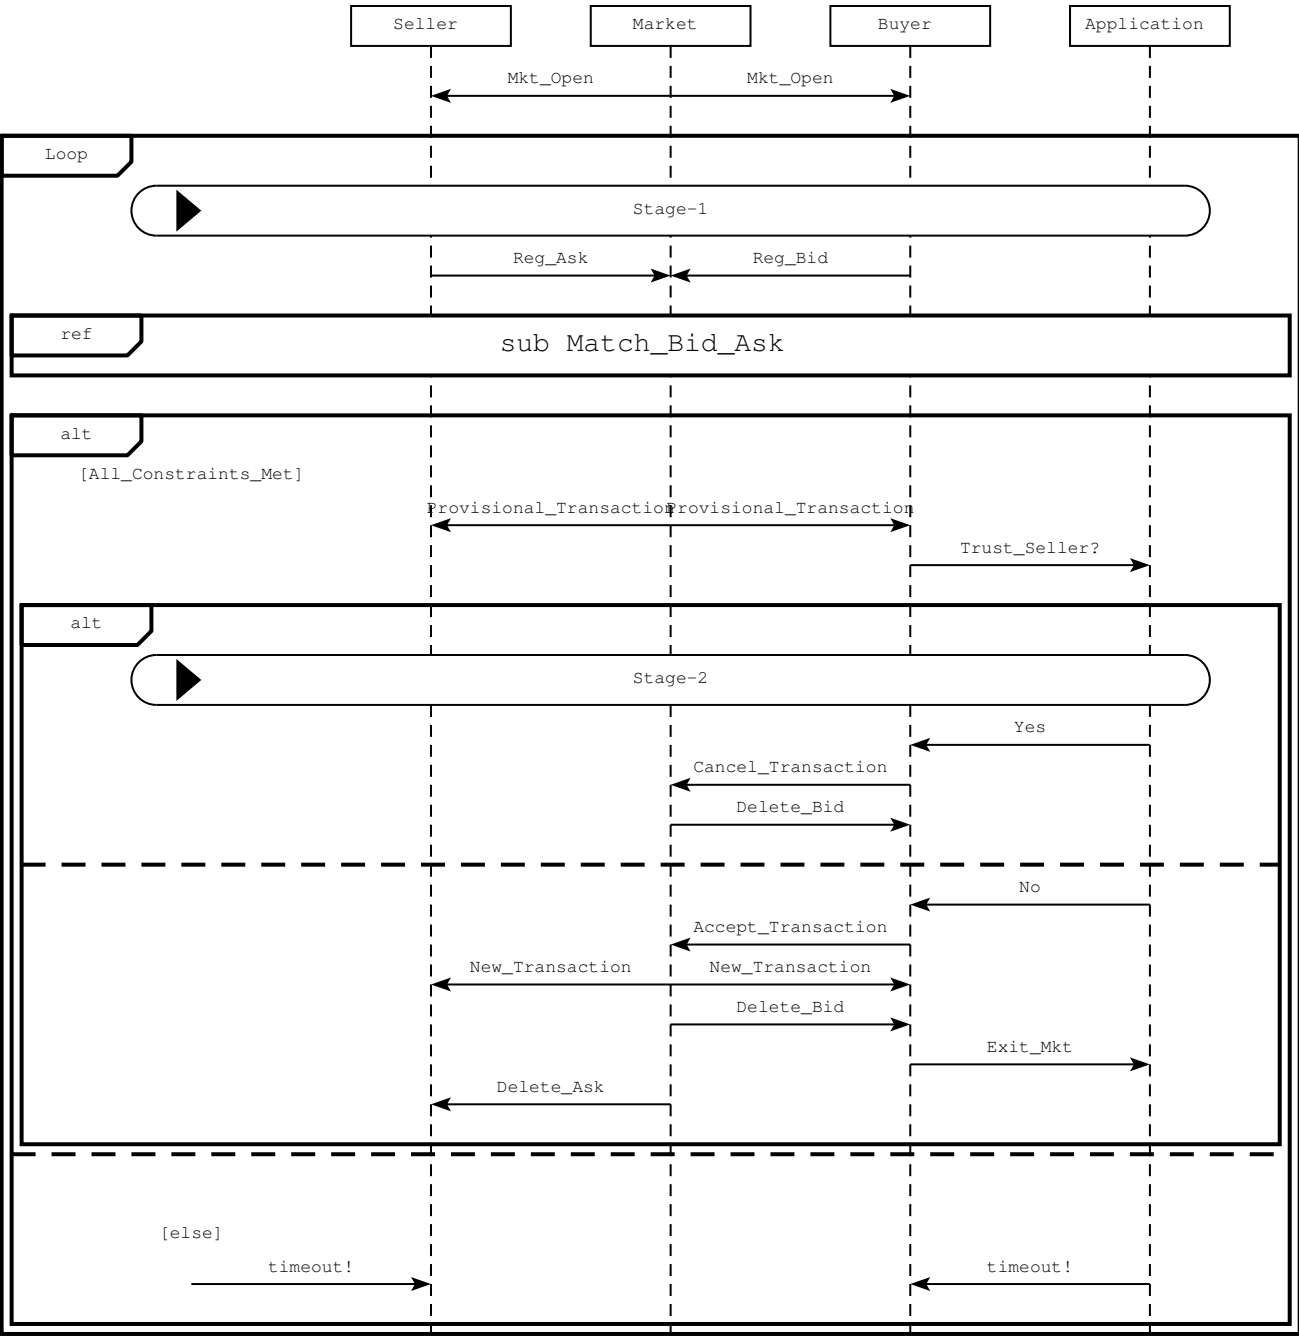 Seller Market Buyer Application
Mkt_Open Mkt_Open
Loop
Stage-1
Reg_Ask Reg_Bid
ref
sub Match_Bid_Ask
alt
[All_Constraints_Met]
Provisional_Transaction Provisional_Transaction
Trust_Seller?
alt
Stage-2
Yes
Cancel_Transaction
Delete_Bid
No
Accept_Transaction
New_Transaction New_Transaction
Delete_Bid
Exit_Mkt
Delete_Ask
[else]
timeout! timeout!